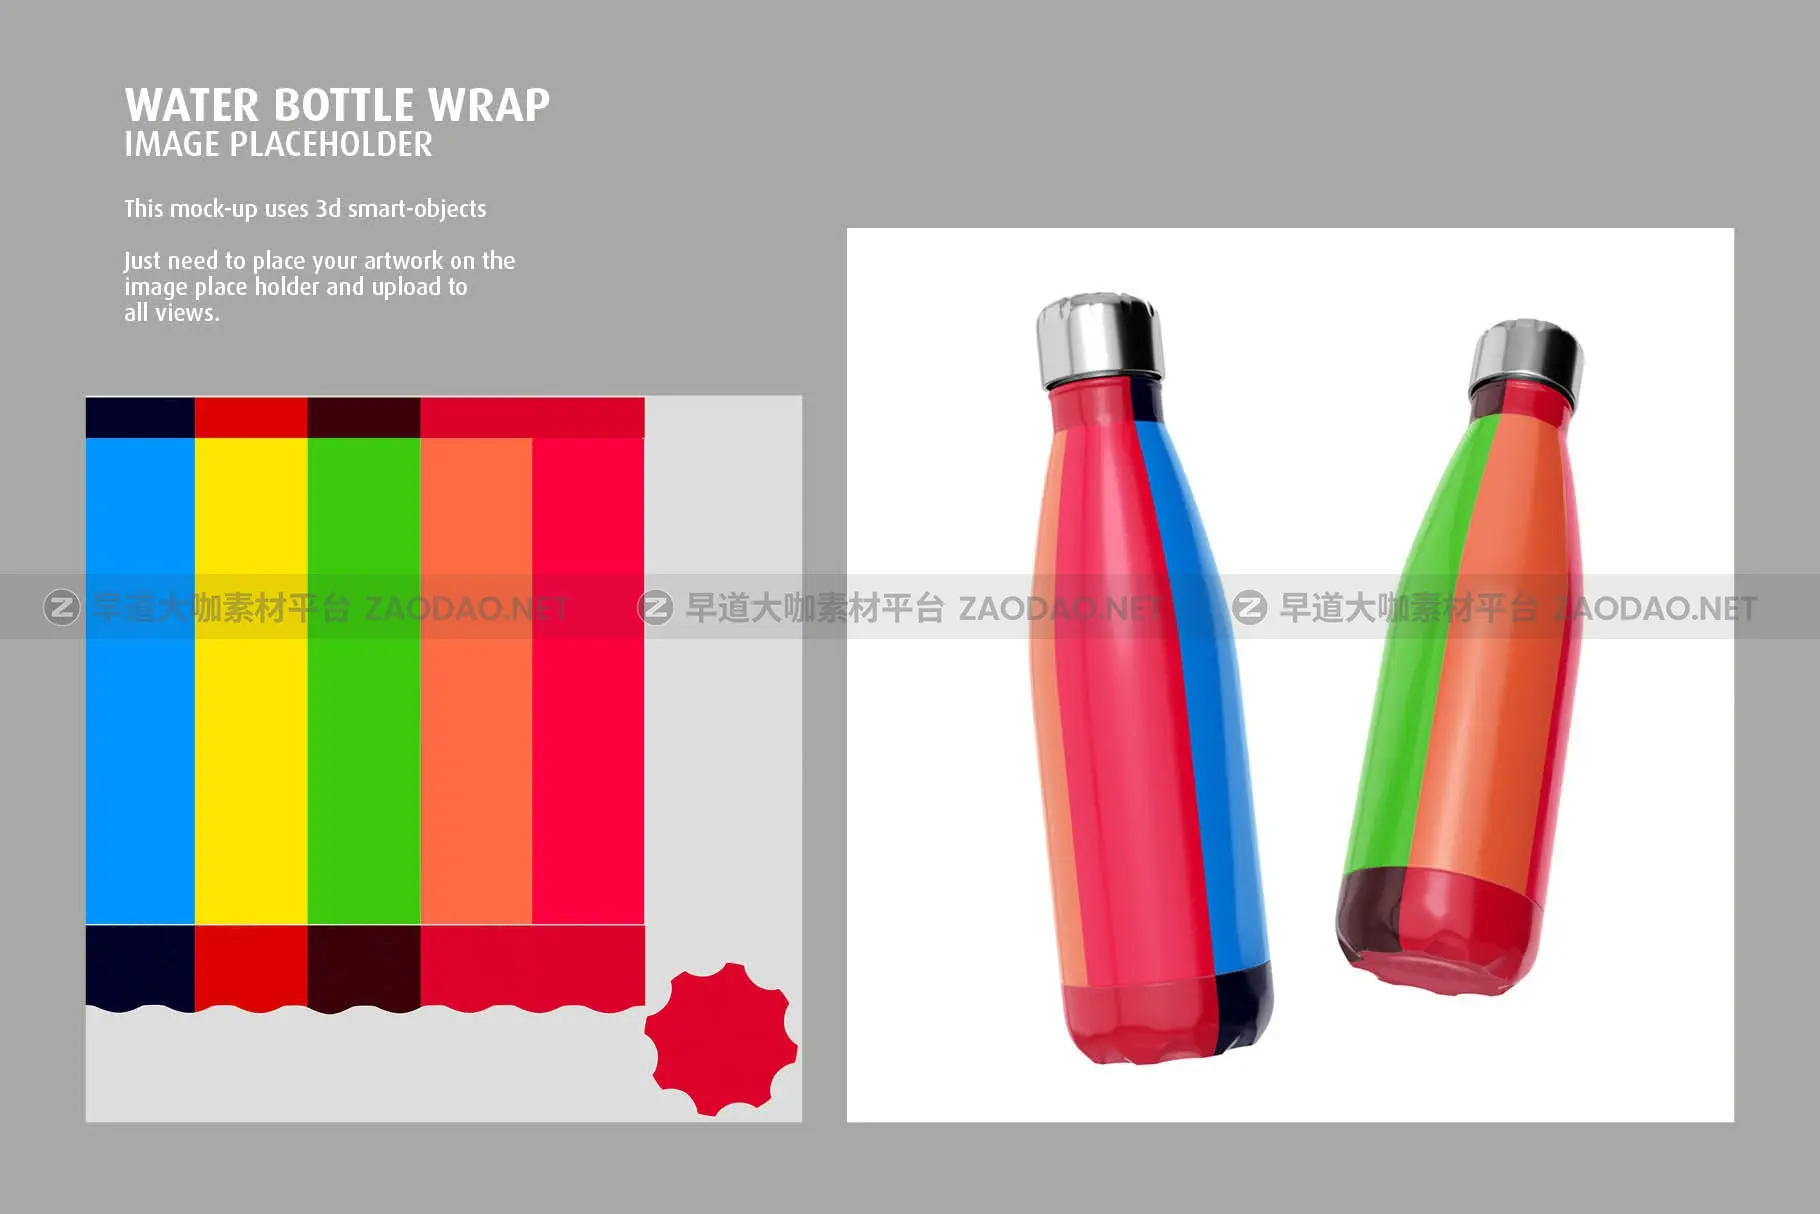 WATER BOTTLE WRAP
IMAGE PLACEHOLDER
This mock-up uses 3d smart-objects
Just need to place your artwork on the
image place holder and upload to
all views.
Z 早道大咖素材平台 ZAODAO.NET
Z 早道大咖素材平台 ZAODAO.NET
Z 早道大咖素材平台 ZAODAO.NET